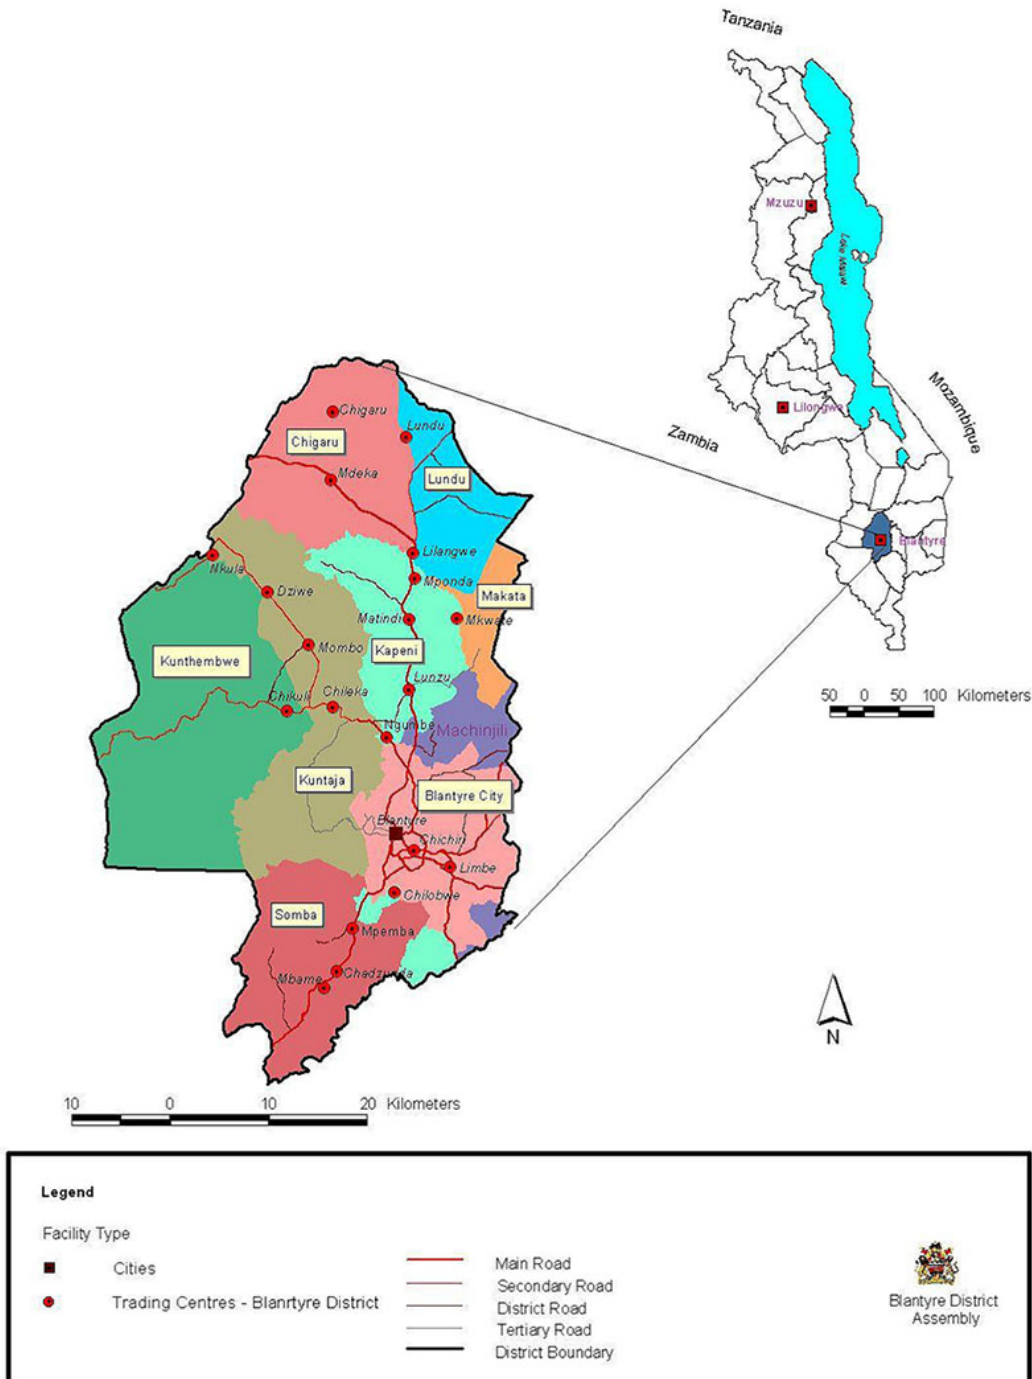 Tanzania
Mzuzu
Lake Malawi
Lilongwe
Mozambique
Zambia
Blantyre
50 0 50 100 Kilometers
Chigaru
Chigaru
Lundu
Mdeka
Lundu
Lilangwe
Nkula
Mponda
Dziwe
Makata
Matindi
Mkwate
Mombo
Kapeni
Kunthembwe
Lunzu
Chikuli
Chileka
Ngumbe
Machinjili
Kuntaja
Blantyre City
Blantyre
Chichiri
Limbe
Chilobwe
Somba
Mpemba
Chadzunda
Mbame
N
10 0 10 20 Kilometers
Legend
Facility Type
Cities
Trading Centres - Blanrtyre District
Main Road
Secondary Road
District Road
Tertiary Road
District Boundary
Blantyre District
Assembly